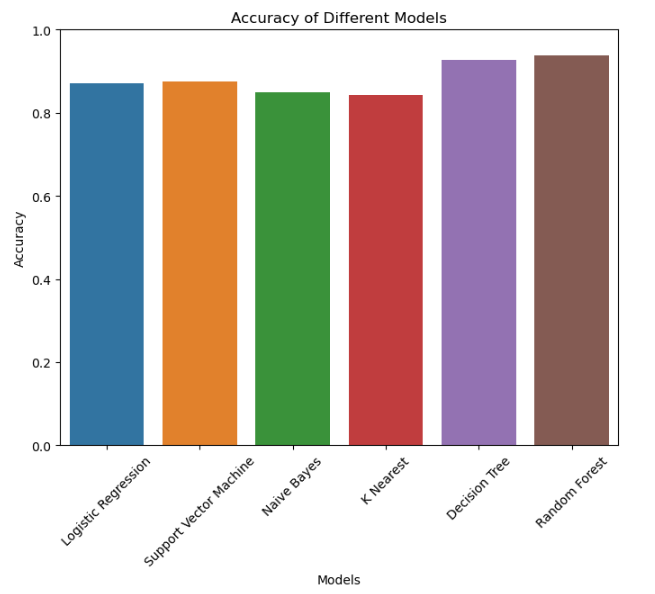 Accuracy of Different Models
1.0
0.8
0.6
0.4
0.2
0.0
Accuracy
Logistic Regression
Support Vector Machine
Naive Bayes
K Nearest
Decision Tree
Random Forest
Models